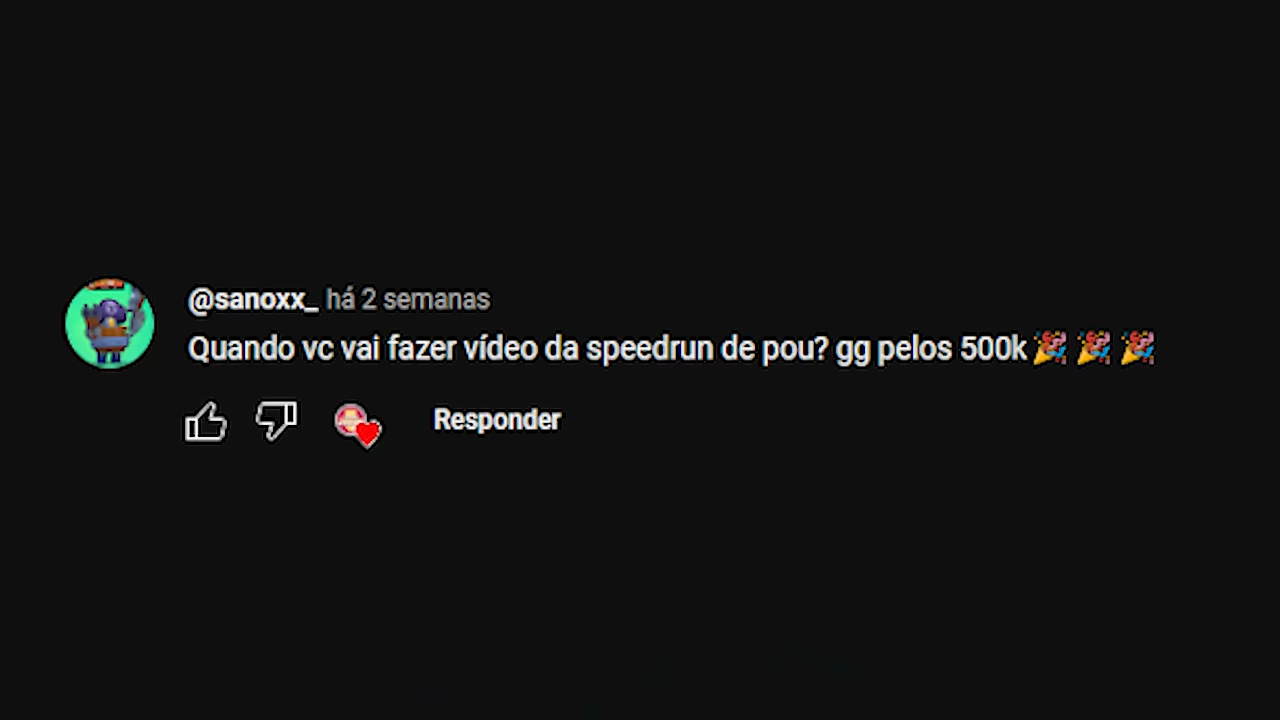 @sanoxx_ há 2 semanas
Quando vc vai fazer vídeo da speedrun de pou? gg pelos 500k🎉 🎉 🎉
Responder